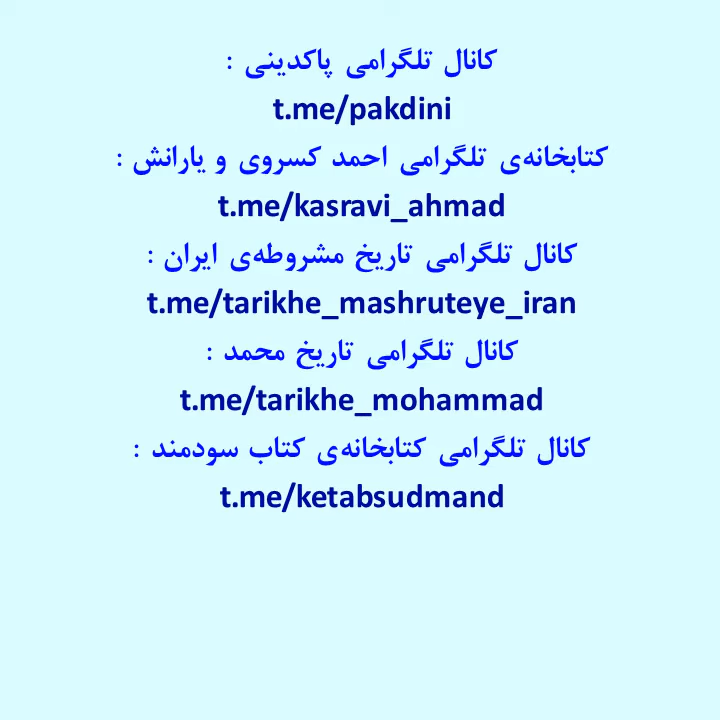 کانال تلگرامی پاکدینی :
t.me/pakdini
کتابخانه‌ی تلگرامی احمد کسروی و یارانش :
t.me/kasravi_ahmad
کانال تلگرامی تاریخ مشروطه‌ی ایران :
t.me/tarikhe_mashruteye_iran
کانال تلگرامی تاریخ محمد :
t.me/tarikhe_mohammad
کانال تلگرامی کتابخانه‌ی کتاب سودمند :
t.me/ketabsudmand